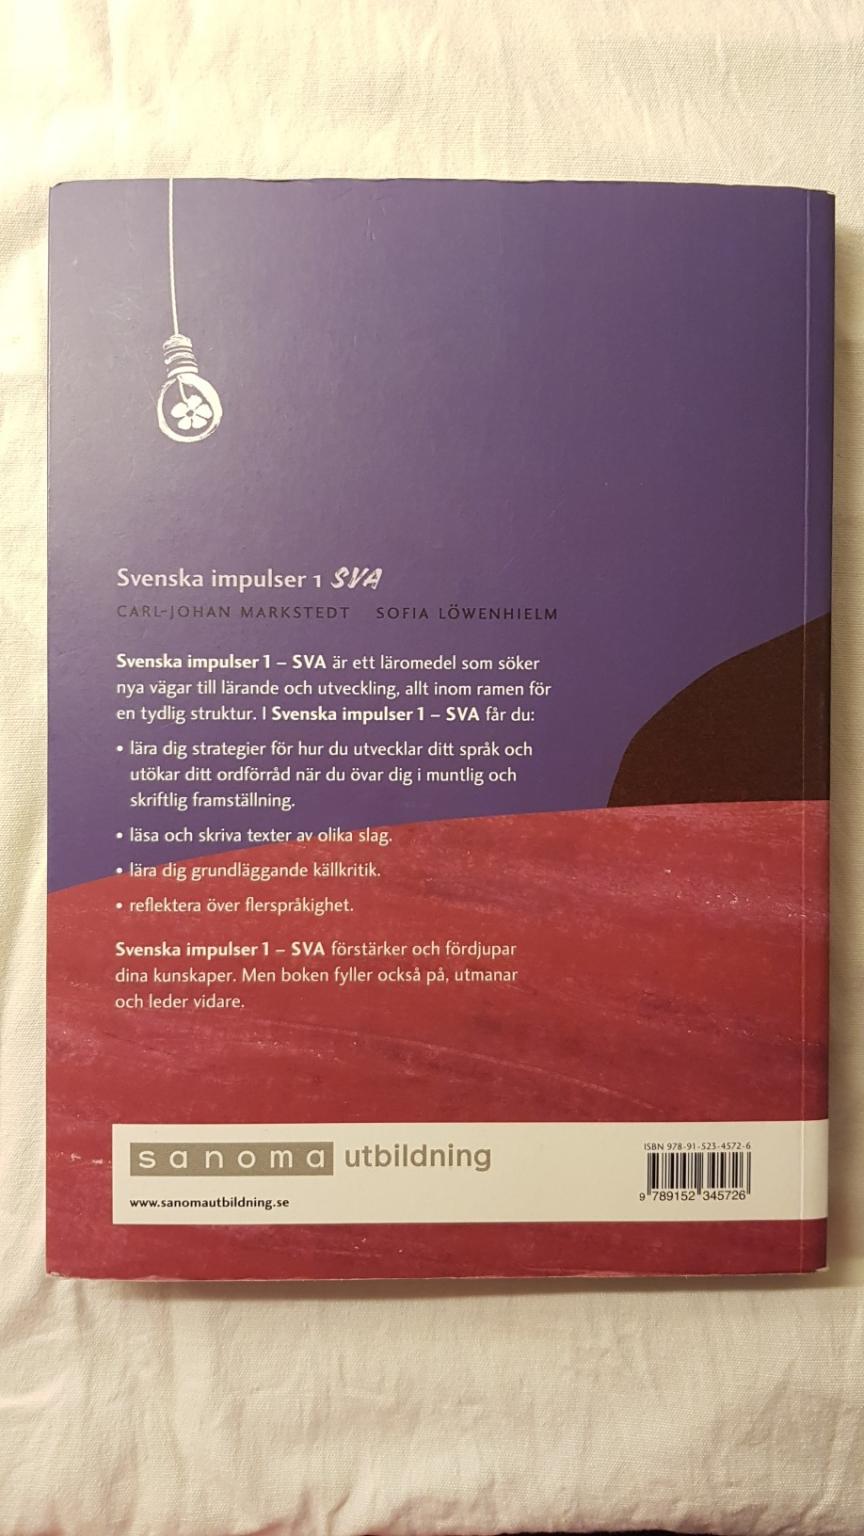 Svenska impulser 1 SVA
CARL-JOHAN MARKSTEDT SOFIA LÖWENHIELM
Svenska impulser 1 – SVA är ett läromedel som söker
nya vägar till lärande och utveckling, allt inom ramen för
en tydlig struktur. I Svenska impulser 1 – SVA får du:
• lära dig strategier för hur du utvecklar ditt språk och
utökar ditt ordförråd när du övar dig i muntlig och
skriftlig framställning.
• läsa och skriva texter av olika slag.
• lära dig grundläggande källkritik.
• reflektera över flerspråkighet.
Svenska impulser 1 – SVA förstärker och fördjupar
dina kunskaper. Men boken fyller också på, utmanar
och leder vidare.
sanoma utbildning
www.sanomautbildning.se
ISBN 978-91-523-4572-6
9 789152 345726